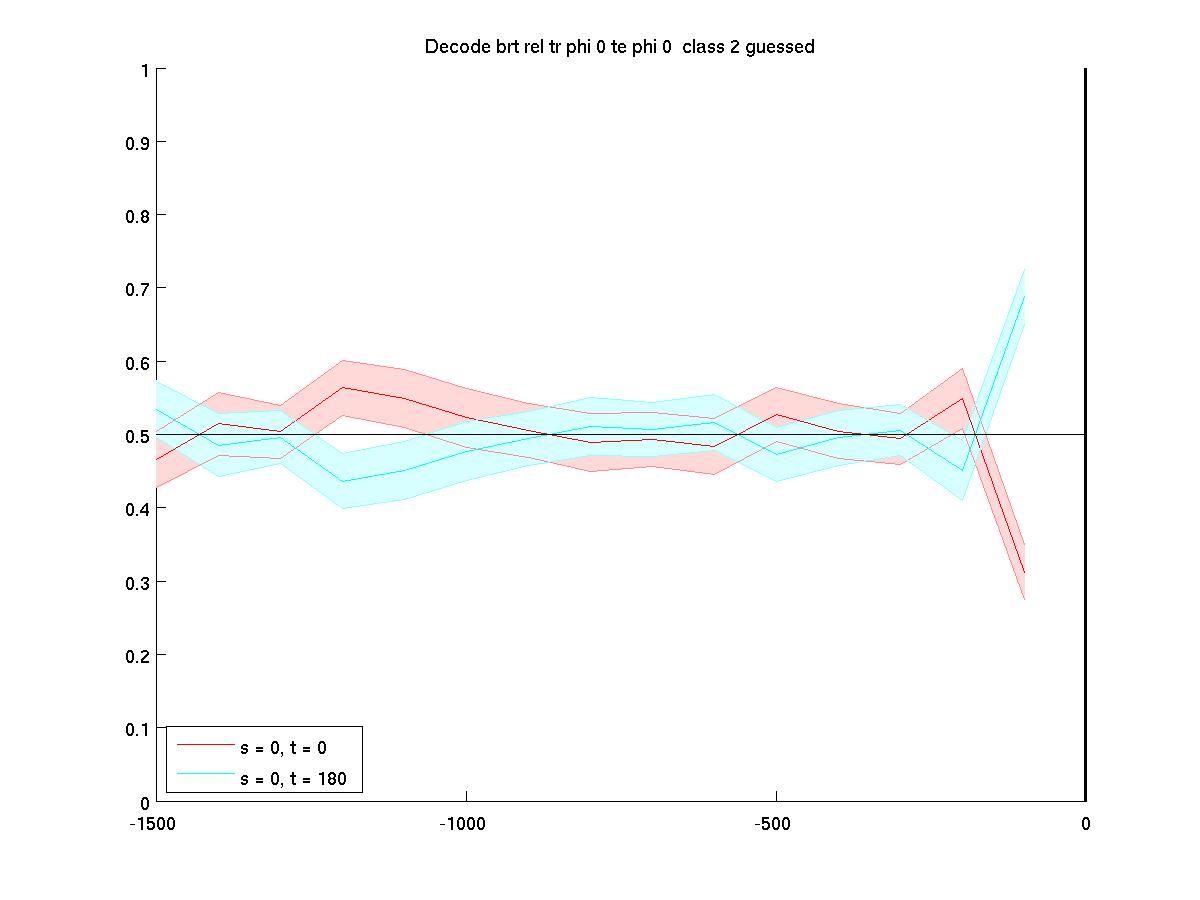 Decode brt rel tr phi 0 te phi 0  class 2 guessed
1
0.9
0.8
0.7
0.6
0.5
0.4
0.3
0.2
0.1
0
s = 0, t = 0
s = 0, t = 180
-1500 -1000 -500 0